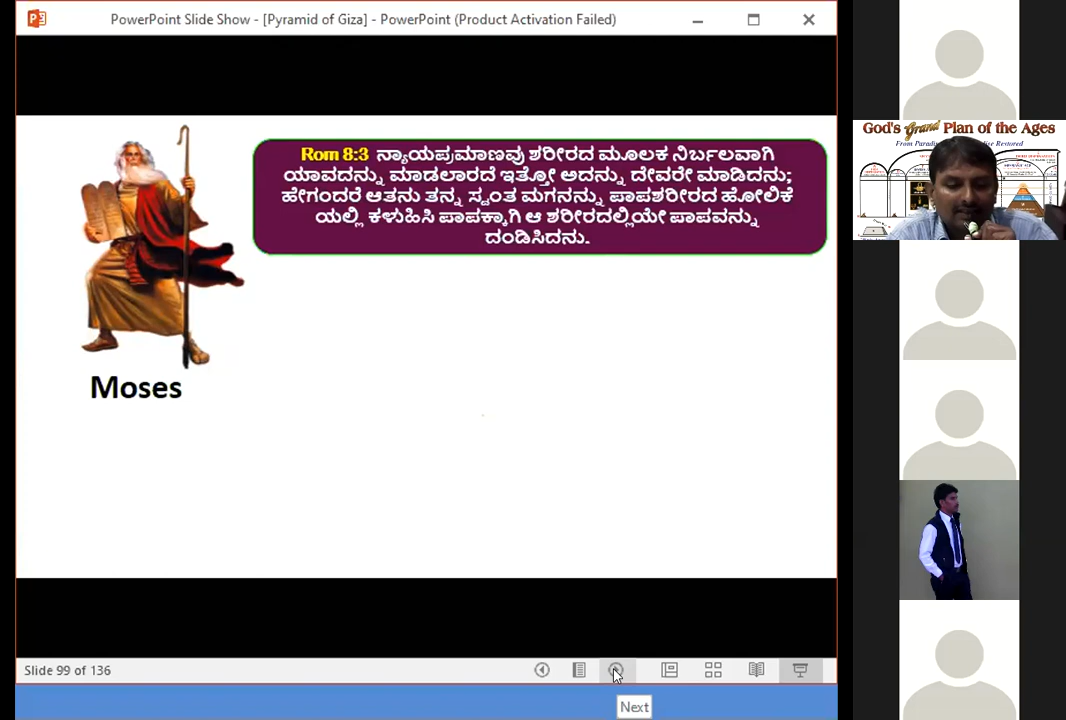 PowerPoint Slide Show - [Pyramid of Giza] - PowerPoint (Product Activation Failed)
God's Grand Plan of the Ages
Rom 8:3 ನ್ಯಾಯಪ್ರಮಾಣವು ಶರೀರದ ಮೂಲಕ ನಿರ್ಬಲವಾಗಿ
ಯಾವದನ್ನು ಮಾಡಲಾರದೆ ಇತ್ತೋ ಅದನ್ನು ದೇವರೇ ಮಾಡಿದನು;
ಹೇಗಂದರೆ ಆತನು ತನ್ನ ಸ್ವಂತ ಮಗನನ್ನು ಪಾಪಶರೀರದ ಹೋಲಿಕೆ
ಯಲ್ಲಿ ಕಳುಹಿಸಿ ಪಾಪಕ್ಕಾಗಿ ಆ ಶರೀರದಲ್ಲಿಯೇ ಪಾಪವನ್ನು
ದಂಡಿಸಿದನು.
Moses
Slide 99 of 136
Next